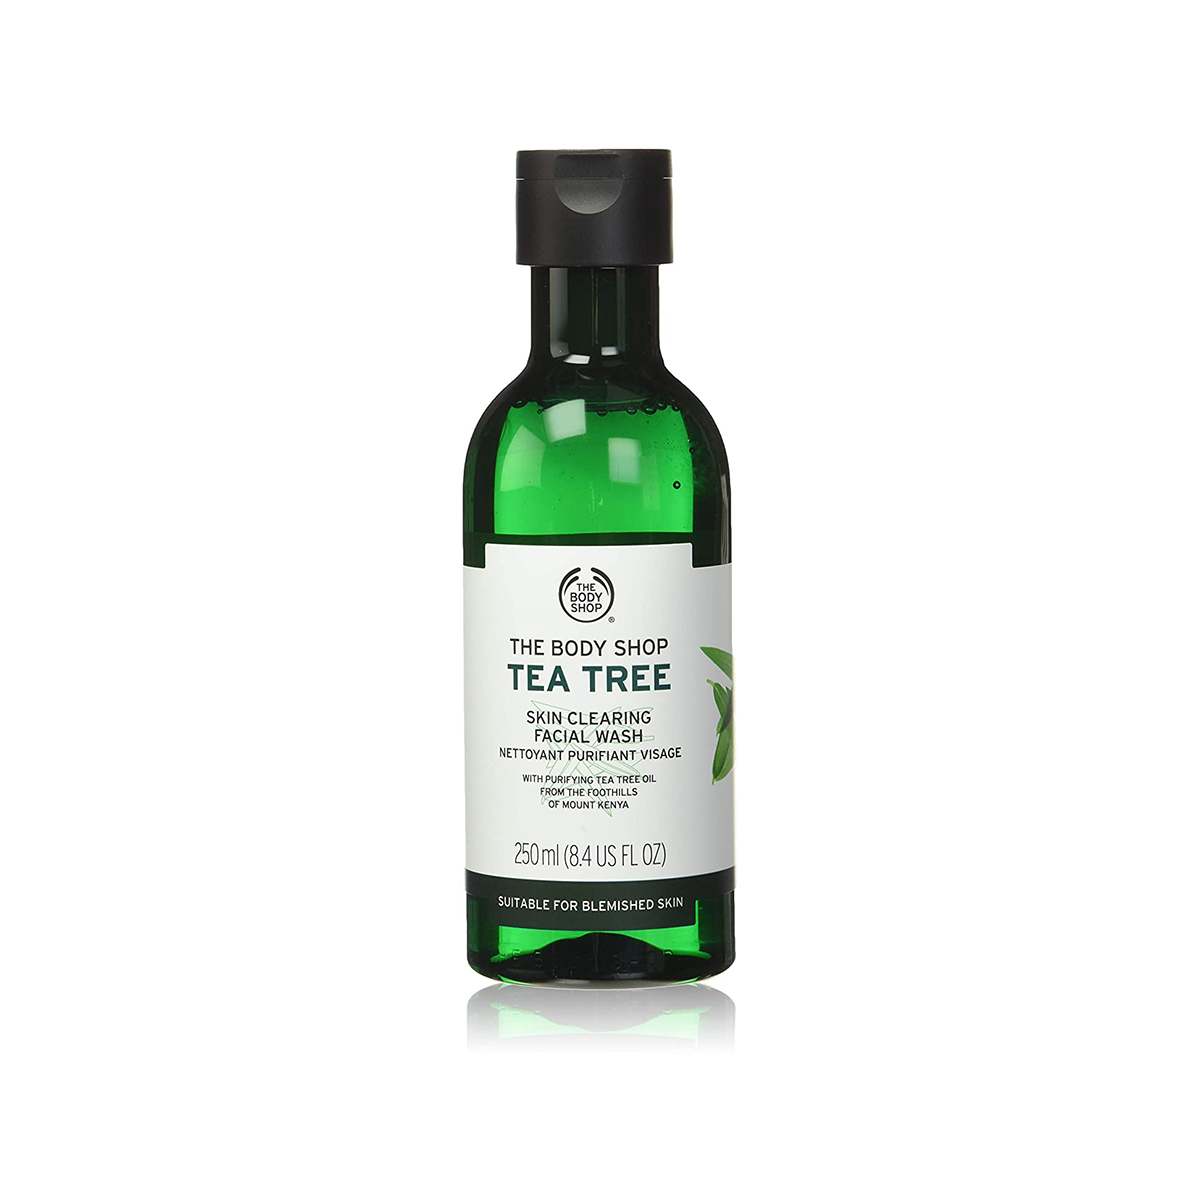 THE
BODY
SHOP
®
THE BODY SHOP
TEA TREE
SKIN CLEARING
FACIAL WASH
NETTOYANT PURIFIANT VISAGE
WITH PURIFYING TEA TREE OIL
FROM THE FOOTHILLS
OF MOUNT KENYA
250 ml (8.4 US FL OZ)
SUITABLE FOR BLEMISHED SKIN